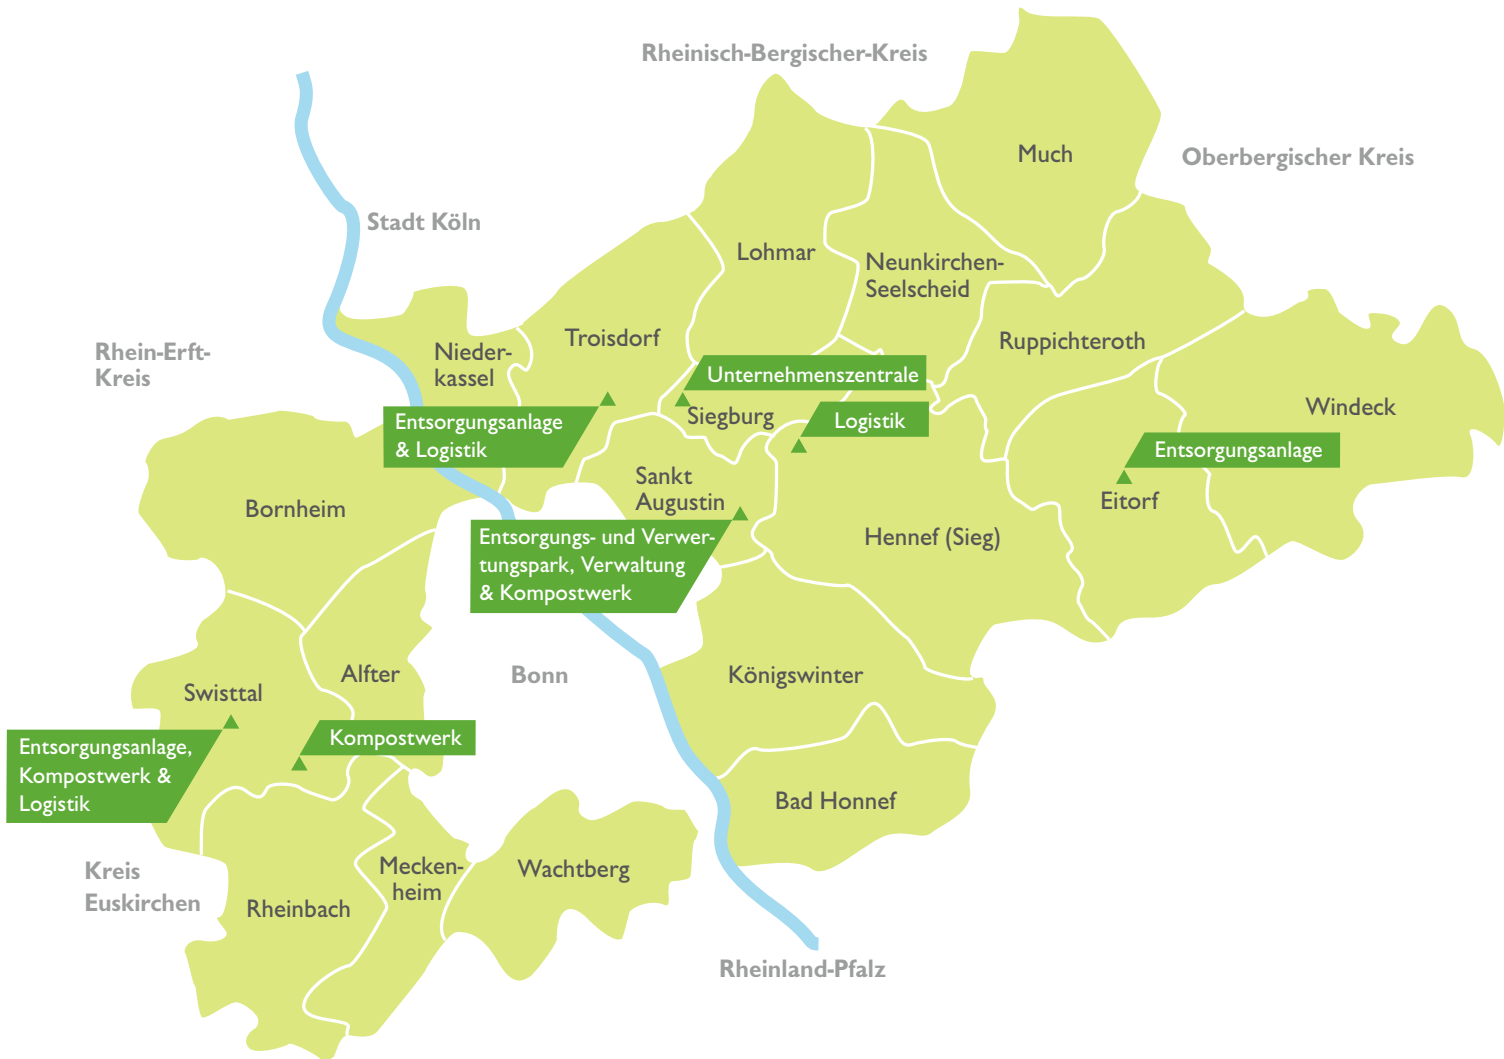 Rheinisch-Bergischer-Kreis
Much
Oberbergischer Kreis
Stadt Köln
Lohmar
Neunkirchen-
Seelscheid
Troisdorf
Ruppichteroth
Rhein-Erft-
Kreis
Nieder-
kassel
Unternehmenszentrale
Siegburg
Windeck
Entsorgungsanlage
& Logistik
Logistik
Entsorgungsanlage
Sankt
Augustin
Eitorf
Bornheim
Hennef (Sieg)
Entsorgungs- und Verwer-
tungspark, Verwaltung
& Kompostwerk
Alfter
Bonn
Königswinter
Swisttal
Entsorgungsanlage,
Kompostwerk &
Logistik
Kompostwerk
Bad Honnef
Kreis
Euskirchen
Mecken-
heim
Wachtberg
Rheinbach
Rheinland-Pfalz